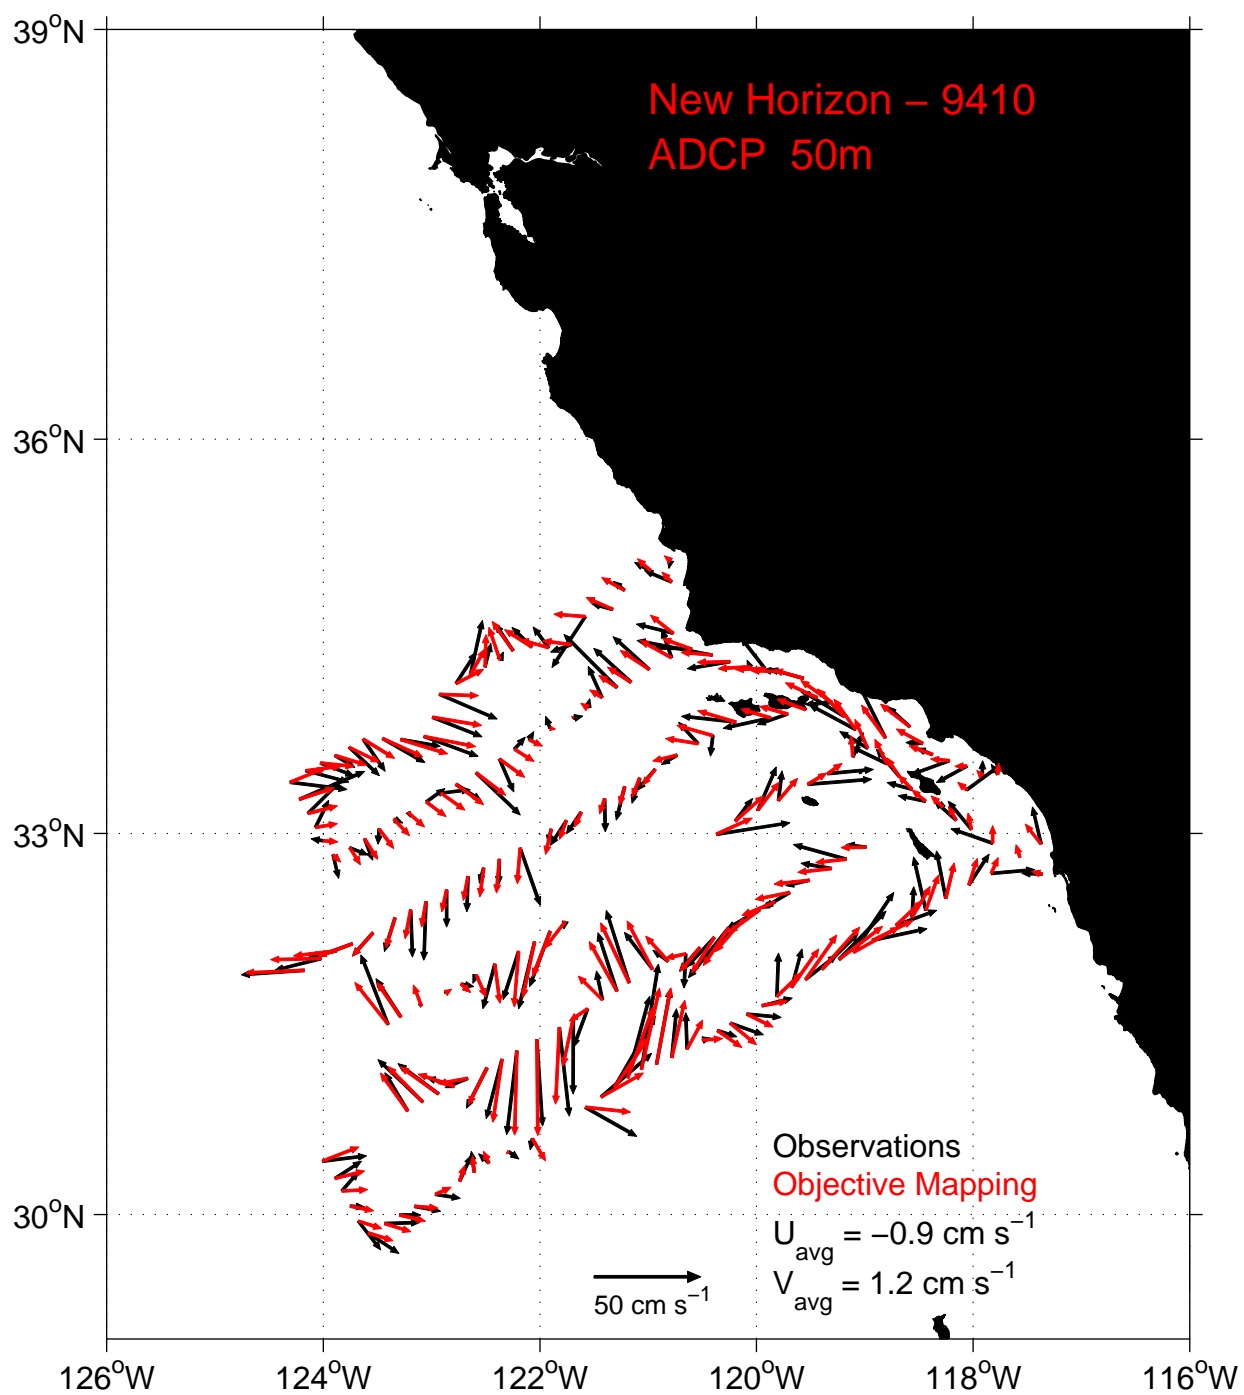 39°N
New Horizon – 9410
ADCP 50m
36°N
33°N
Observations
Objective Mapping
30°N
U_avg = −0.9 cm s⁻¹
V_avg = 1.2 cm s⁻¹
50 cm s⁻¹
126°W 124°W 122°W 120°W 118°W 116°W